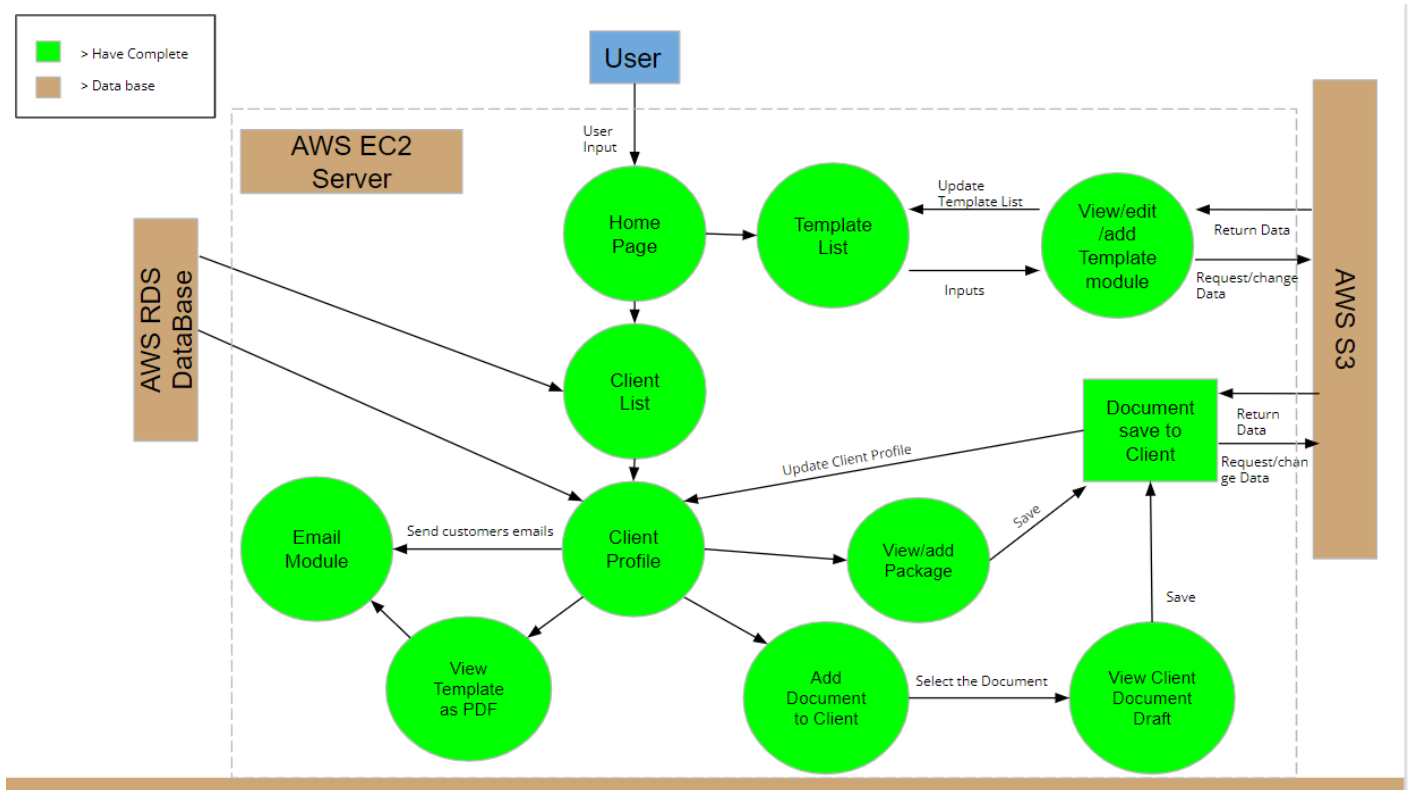 > Have Complete
> Data base
User
User
Input
AWS EC2
Server
Home
Page
Template
List
Update
Template List
Inputs
View/edit
/add
Template
module
Return Data
Request/change
Data
AWS S3
AWS RDS
DataBase
Client
List
Document
save to
Client
Return
Data
Request/chan
ge Data
Update Client Profile
Save
Email
Module
Send customers emails
Client
Profile
View/add
Package
Save
View
Template
as PDF
Add
Document
to Client
Select the Document
View Client
Document
Draft